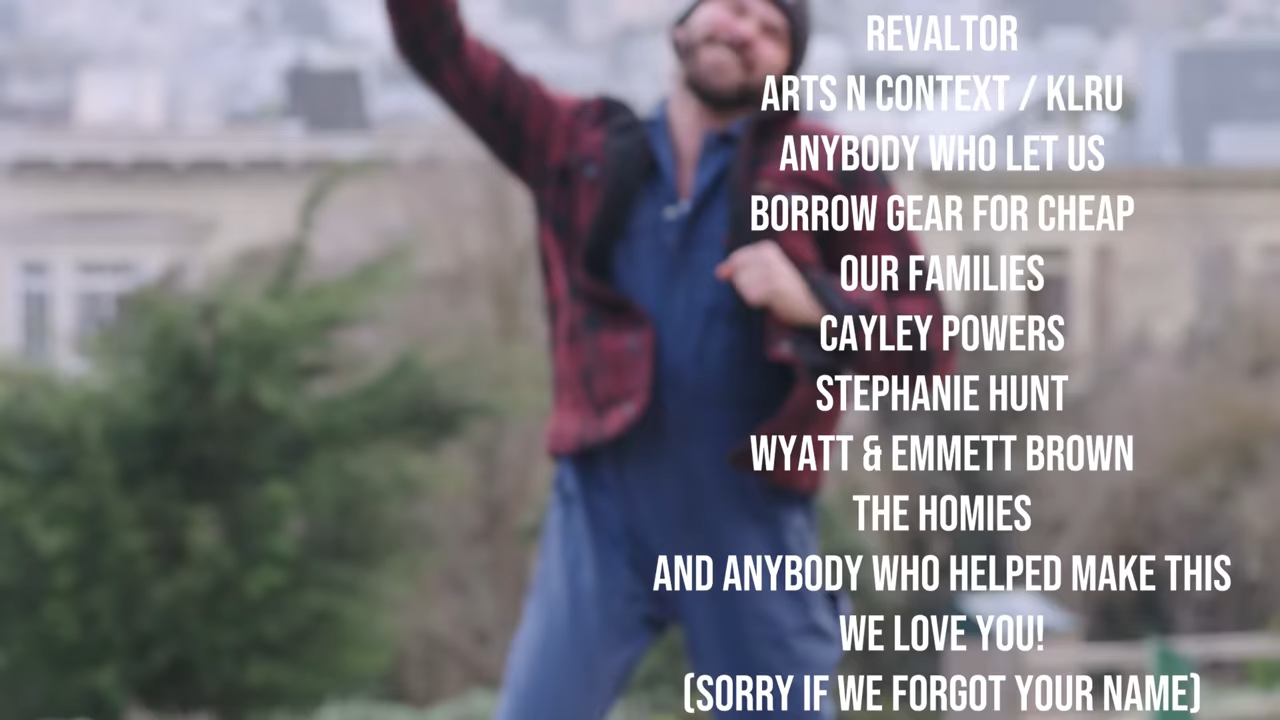 REVALTOR
ARTS N CONTEXT / KLRU
ANYBODY WHO LET US
BORROW GEAR FOR CHEAP
OUR FAMILIES
CAYLEY POWERS
STEPHANIE HUNT
WYATT & EMMETT BROWN
THE HOMIES
AND ANYBODY WHO HELPED MAKE THIS
WE LOVE YOU!
(SORRY IF WE FORGOT YOUR NAME)